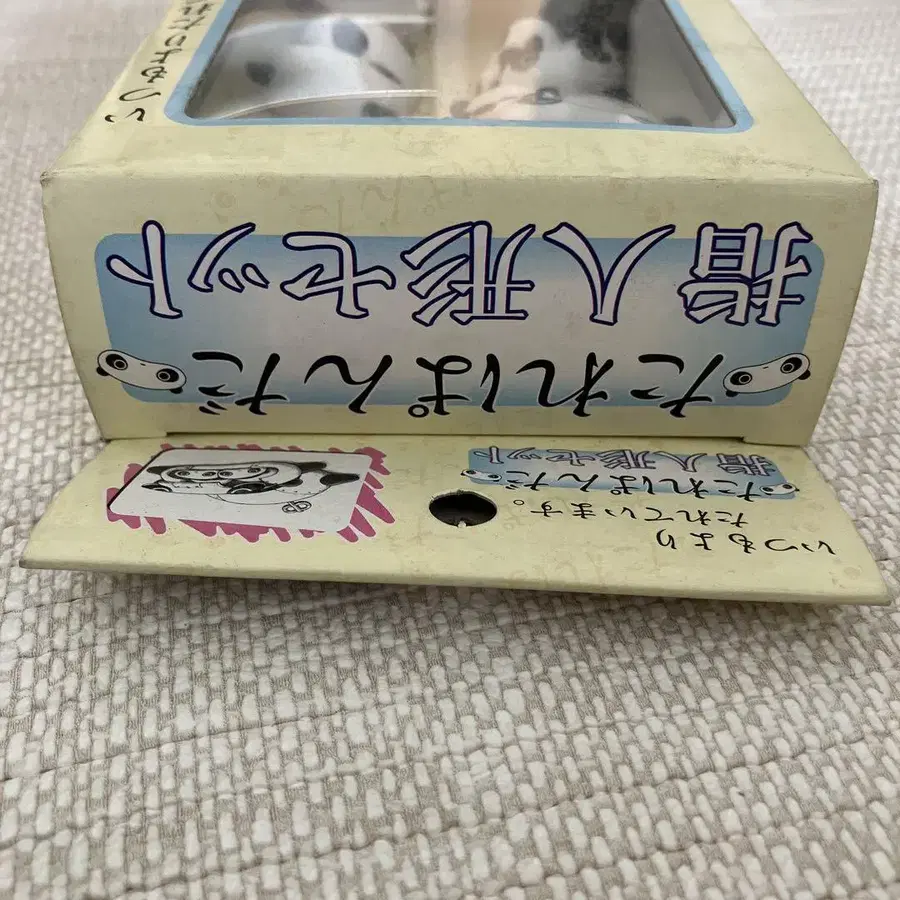 いつもより
たれています。
たれぱんだ
指人形セット
たれぱんだ
指人形セット